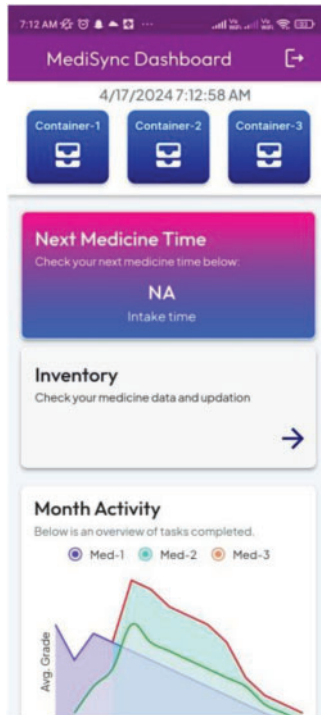 7:12 AM
MediSync Dashboard
4/17/2024 7:12:58 AM
Container-1 Container-2 Container-3
Next Medicine Time
Check your next medicine time below:
NA
Intake time
Inventory
Check your medicine data and updation
Month Activity
Below is an overview of tasks completed.
Med-1 Med-2 Med-3
Avg. Grade